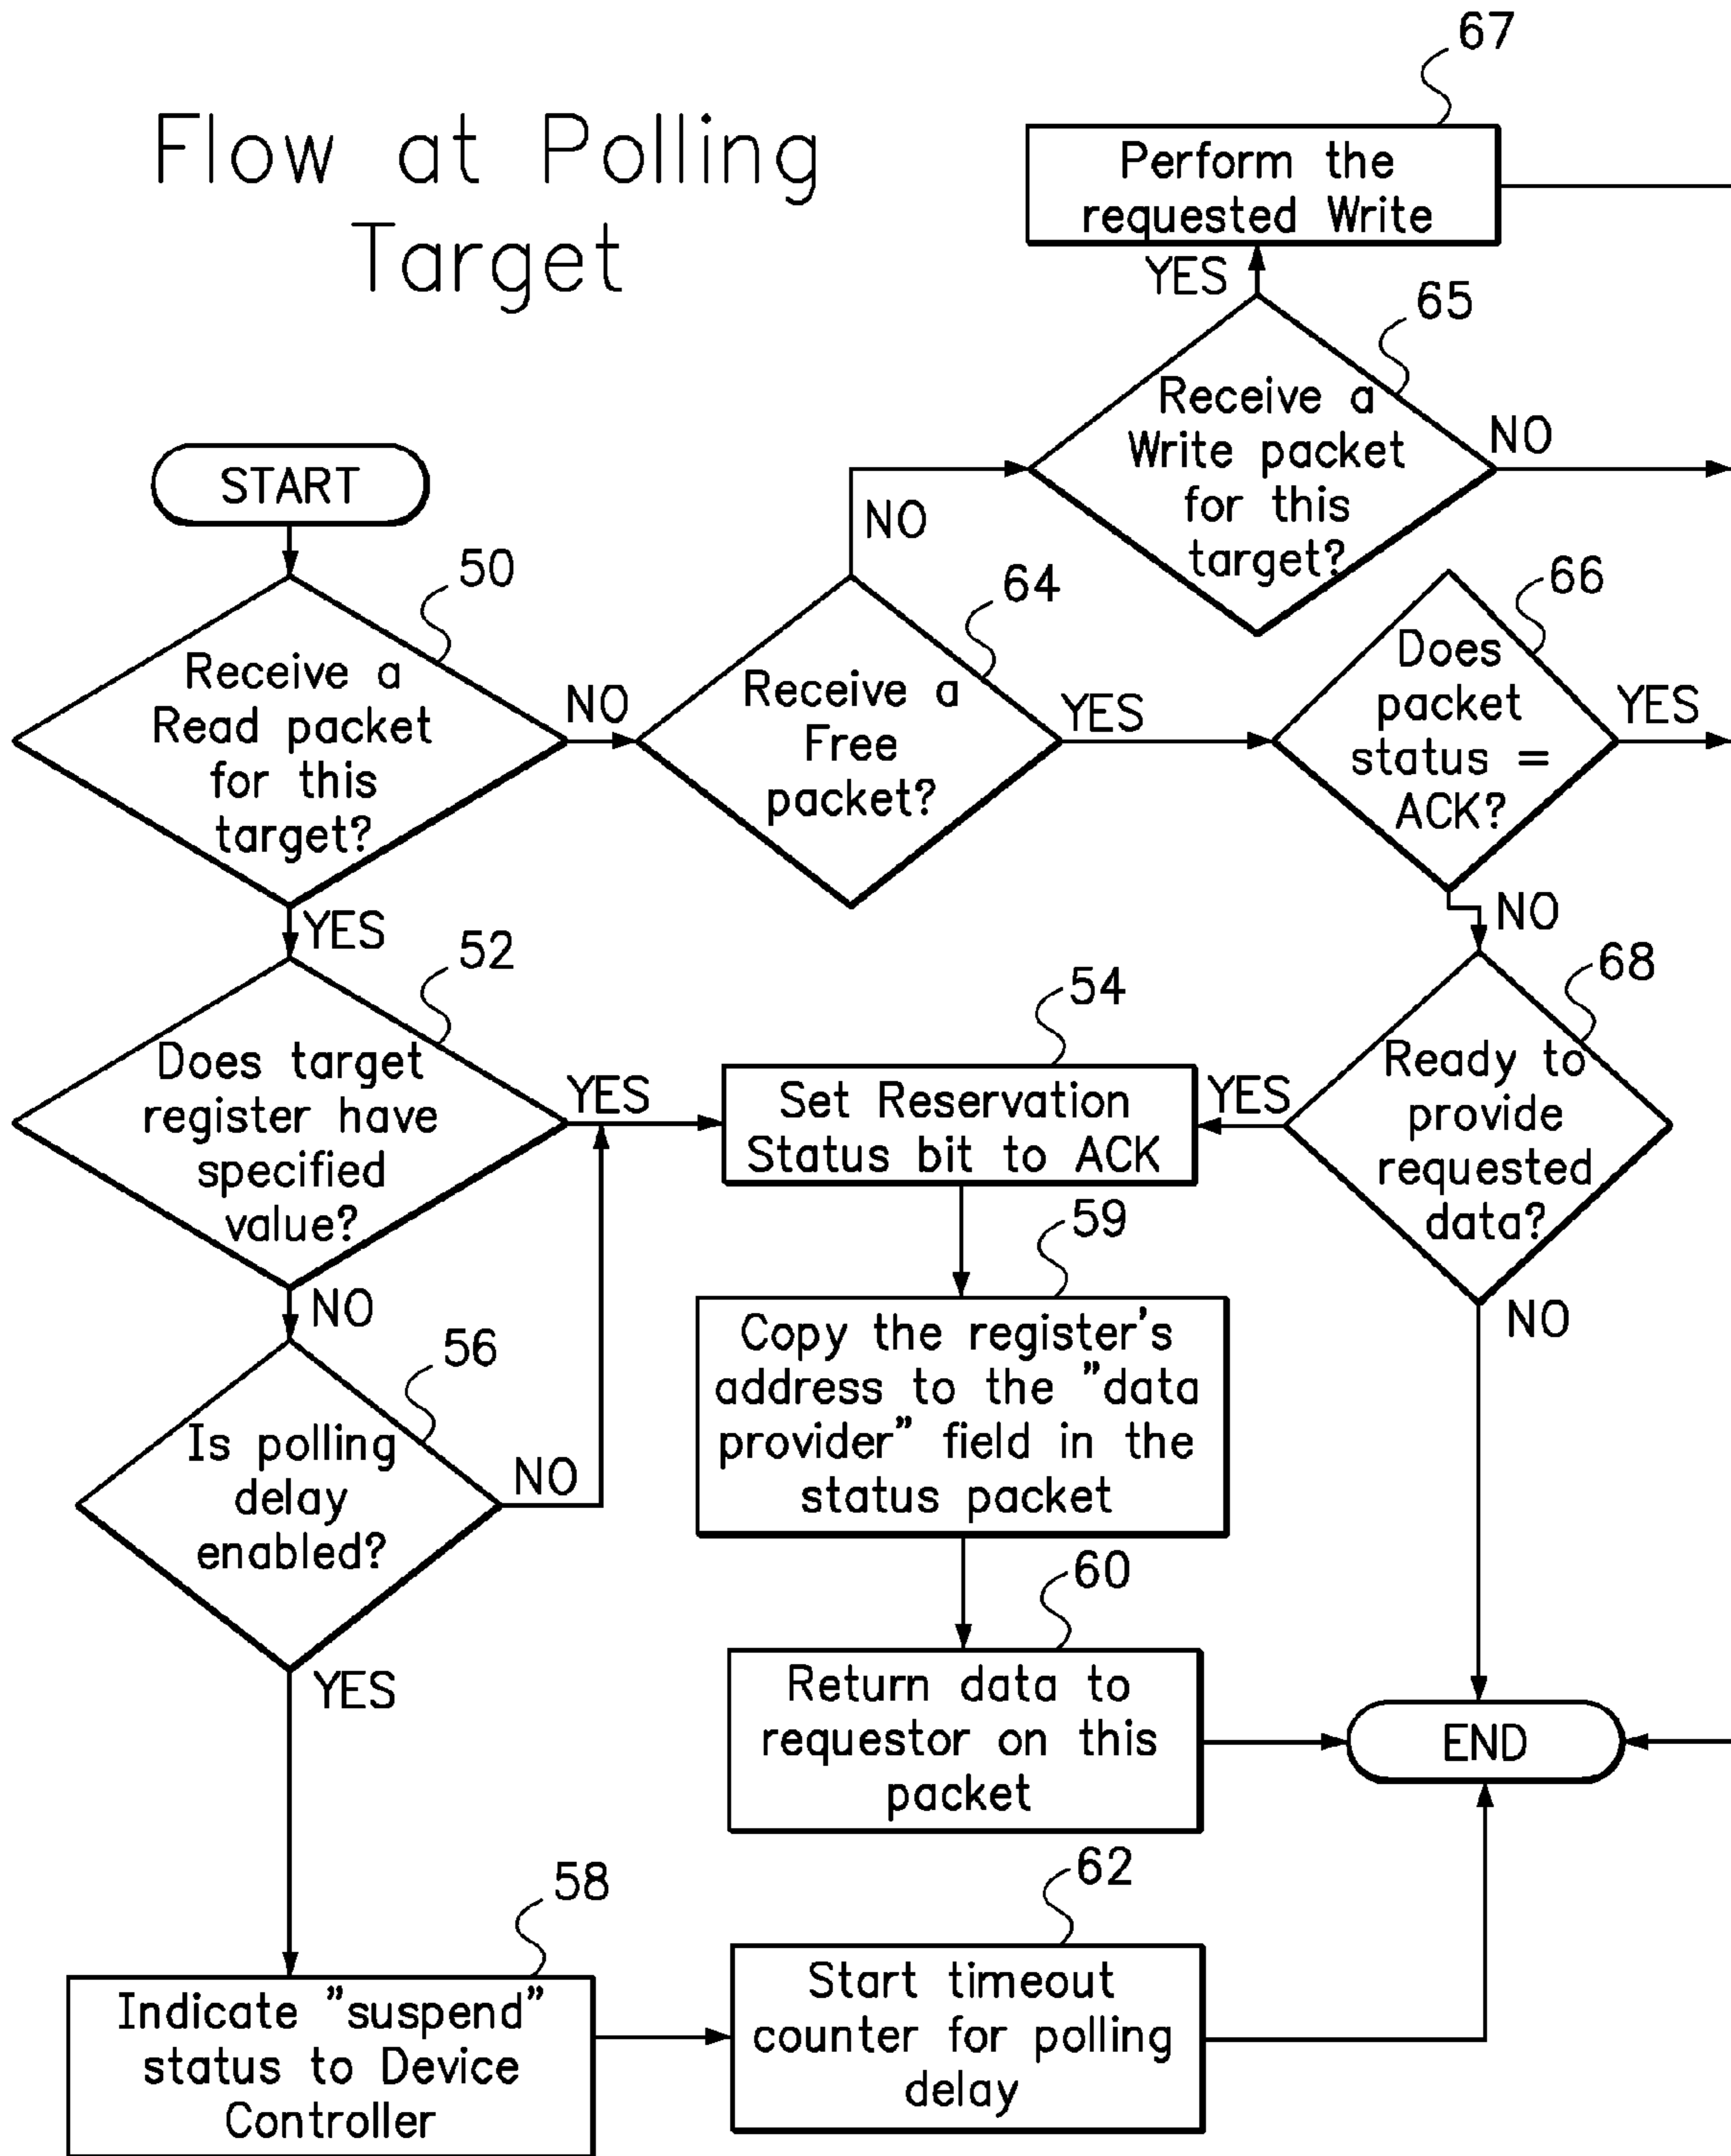 Flow at Polling
Target
67
Perform the
requested Write
YES
65
Receive a
Write packet
for this
target?
NO
START
50
Receive a
Read packet
for this
target?
NO
NO
64
Receive a
Free
packet?
YES
66
Does
packet
status =
ACK?
YES
NO
YES
52
Does target
register have
specified
value?
YES
54
Set Reservation
Status bit to ACK
YES
68
Ready to
provide
requested
data?
NO
NO
56
Is polling
delay
enabled?
NO
YES
59
Copy the register's
address to the "data
provider" field in the
status packet
60
Return data to
requestor on this
packet
END
58
Indicate "suspend"
status to Device
Controller
62
Start timeout
counter for polling
delay